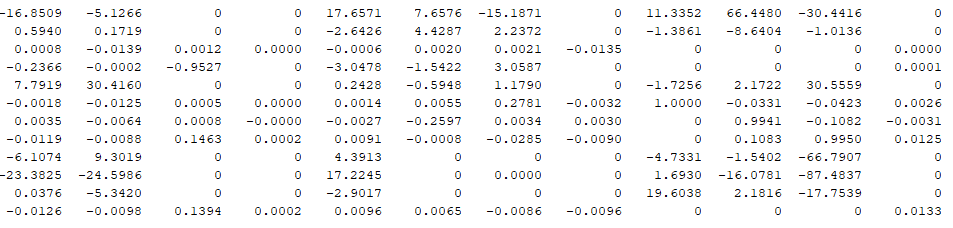 -16.8509 -5.1266 0 0 17.6571 7.6576 -15.1871 0 11.3352 66.4480 -30.4416 0
0.5940 0.1719 0 0 -2.6426 4.4287 2.2372 0 -1.3861 -8.6404 -1.0136 0
0.0008 -0.0139 0.0012 0.0000 -0.0006 0.0020 0.0021 -0.0135 0 0 0 0.0000
-0.2366 -0.0002 -0.9527 0 -3.0478 -1.5422 3.0587 0 0 0 0 0.0001
7.7919 30.4160 0 0 0.2428 -0.5948 1.1790 0 -1.7256 2.1722 30.5559 0
-0.0018 -0.0125 0.0005 0.0000 0.0014 0.0055 0.2781 -0.0032 1.0000 -0.0331 -0.0423 0.0026
0.0035 -0.0064 0.0008 -0.0000 -0.0027 -0.2597 0.0034 0.0030 0 0.9941 -0.1082 -0.0031
-0.0119 -0.0088 0.1463 0.0002 0.0091 -0.0008 -0.0285 -0.0090 0 0.1083 0.9950 0.0125
-6.1074 9.3019 0 0 4.3913 0 0 0 -4.7331 -1.5402 -66.7907 0
-23.3825 -24.5986 0 0 17.2245 0 0.0000 0 1.6930 -16.0781 -87.4837 0
0.0376 -5.3420 0 0 -2.9017 0 0 0 19.6038 2.1816 -17.7539 0
-0.0126 -0.0098 0.1394 0.0002 0.0096 0.0065 -0.0086 -0.0096 0 0 0 0.0133